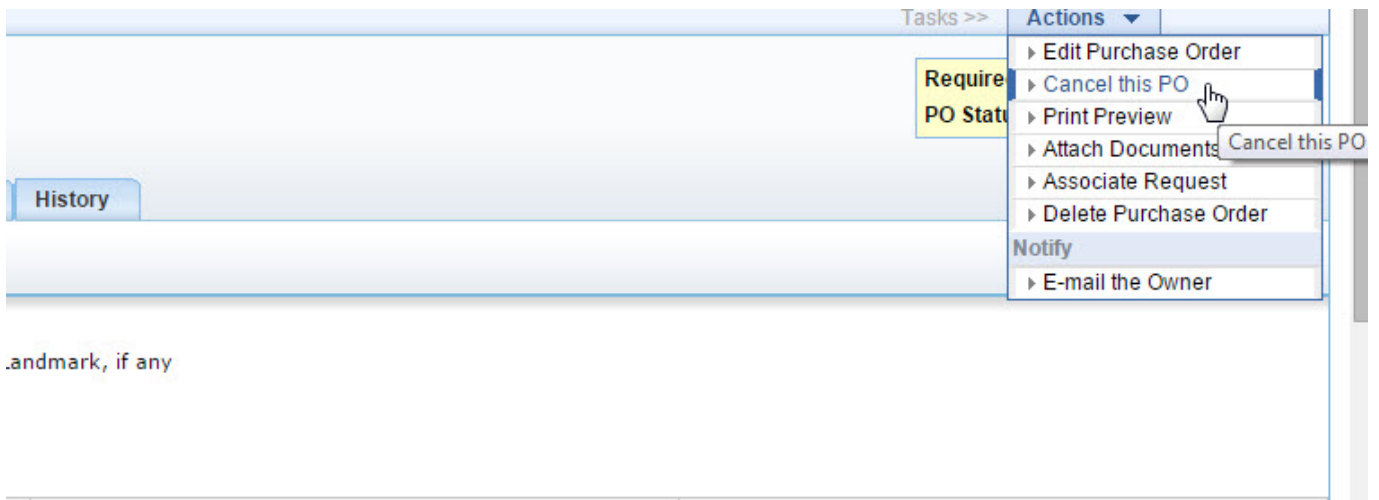 Tasks >> Actions
Edit Purchase Order
Require
Cancel this PO
PO Stat
Print Preview
Cancel this PO
Attach Documents
History
Associate Request
Delete Purchase Order
Notify
E-mail the Owner
andmark, if any